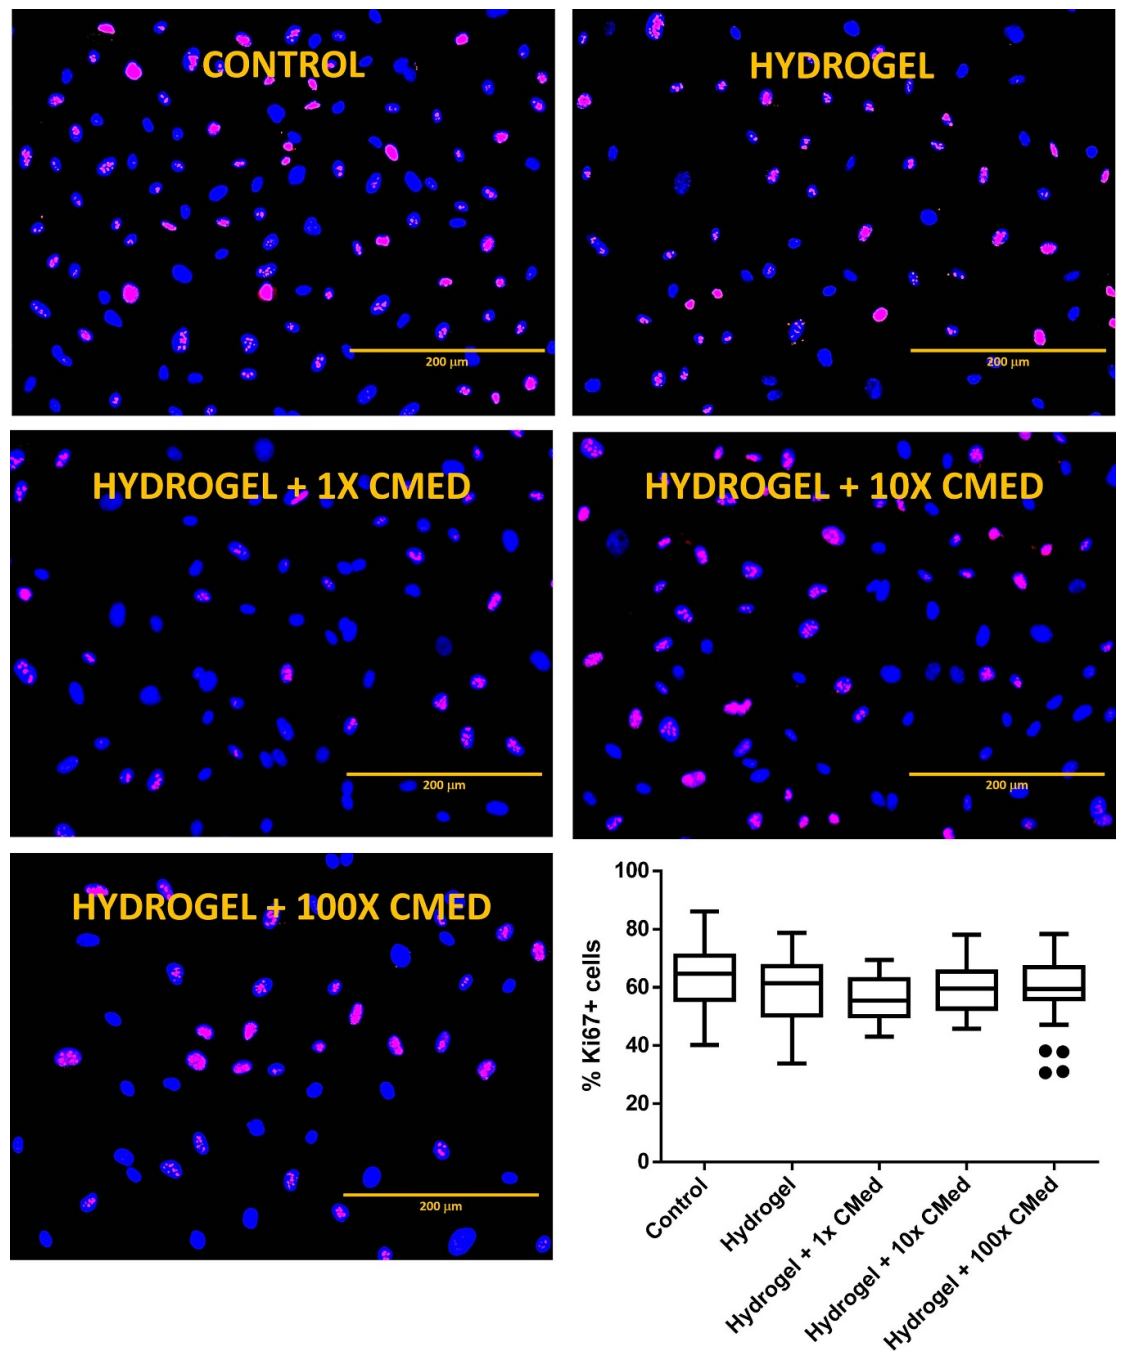 CONTROL
200 µm
HYDROGEL
200 µm
HYDROGEL + 1X CMED
200 µm
HYDROGEL + 10X CMED
200 µm
HYDROGEL + 100X CMED
200 µm
% Ki67+ cells
100
80
60
40
20
0
Control
Hydrogel
Hydrogel + 1x CMed
Hydrogel + 10x CMed
Hydrogel + 100x CMed